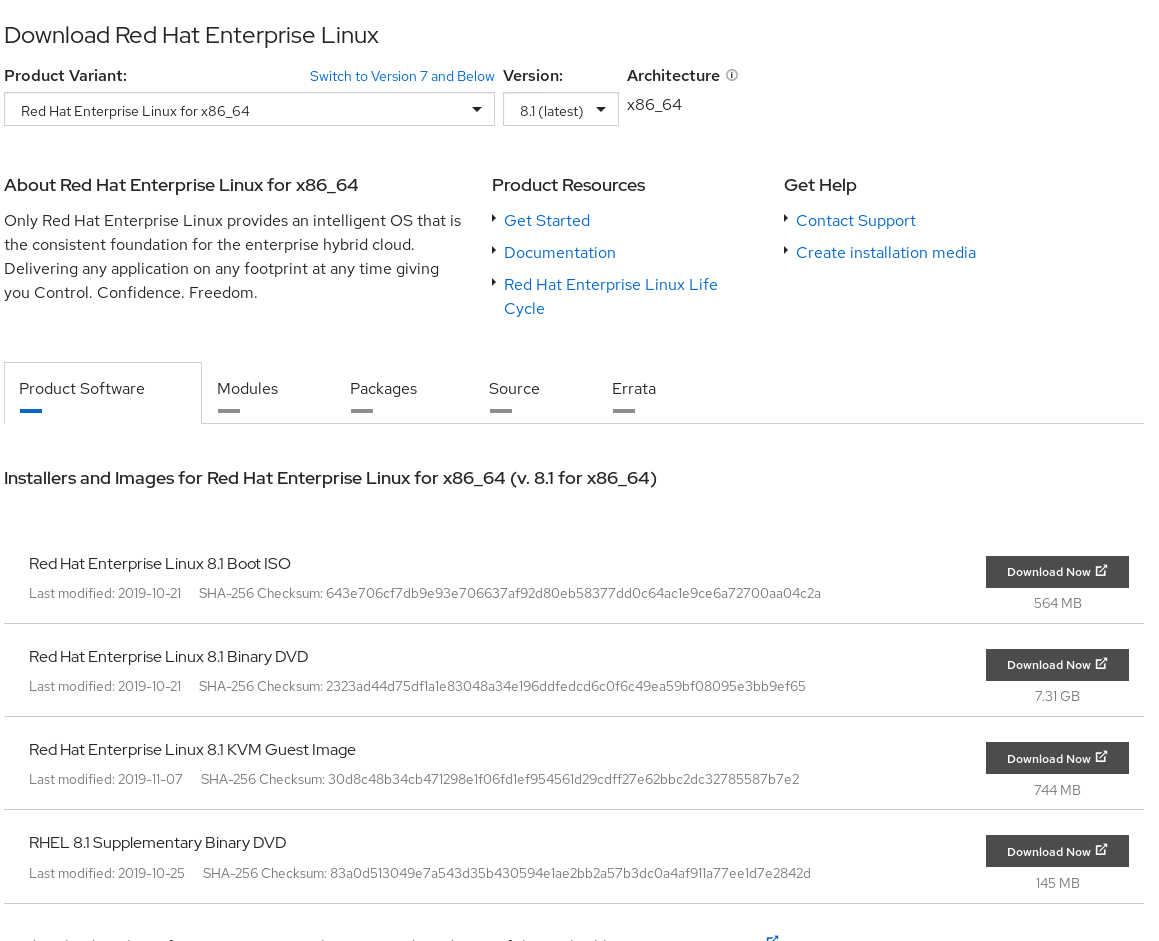 Download Red Hat Enterprise Linux
Product Variant:
Switch to Version 7 and Below
Version:
Architecture
Red Hat Enterprise Linux for x86_64
8.1 (latest)
x86_64
About Red Hat Enterprise Linux for x86_64
Only Red Hat Enterprise Linux provides an intelligent OS that is
the consistent foundation for the enterprise hybrid cloud.
Delivering any application on any footprint at any time giving
you Control. Confidence. Freedom.
Product Resources
Get Started
Documentation
Red Hat Enterprise Linux Life
Cycle
Get Help
Contact Support
Create installation media
Product Software
Modules
Packages
Source
Errata
Installers and Images for Red Hat Enterprise Linux for x86_64 (v. 8.1 for x86_64)
Red Hat Enterprise Linux 8.1 Boot ISO
Download Now
Last modified: 2019-10-21 SHA-256 Checksum: 643e706cf7db9e93e706637af92d80eb58377dd0c64ac1e9ce6a72700aa04c2a
564 MB
Red Hat Enterprise Linux 8.1 Binary DVD
Download Now
Last modified: 2019-10-21 SHA-256 Checksum: 2323ad44d75df1a1e83048a34e196ddfedcd6c0f6c49ea59bf08095e3bb9ef65
7.31 GB
Red Hat Enterprise Linux 8.1 KVM Guest Image
Download Now
Last modified: 2019-11-07 SHA-256 Checksum: 30d8c48b34cb471298e1f06fd1ef954561d29cdff27e62bbc2dc32785587b7e2
744 MB
RHEL 8.1 Supplementary Binary DVD
Download Now
Last modified: 2019-10-25 SHA-256 Checksum: 83a0d513049e7a543d35b430594e1ae2bb2a57b3dc0a4af911a77ee1d7e2842d
145 MB